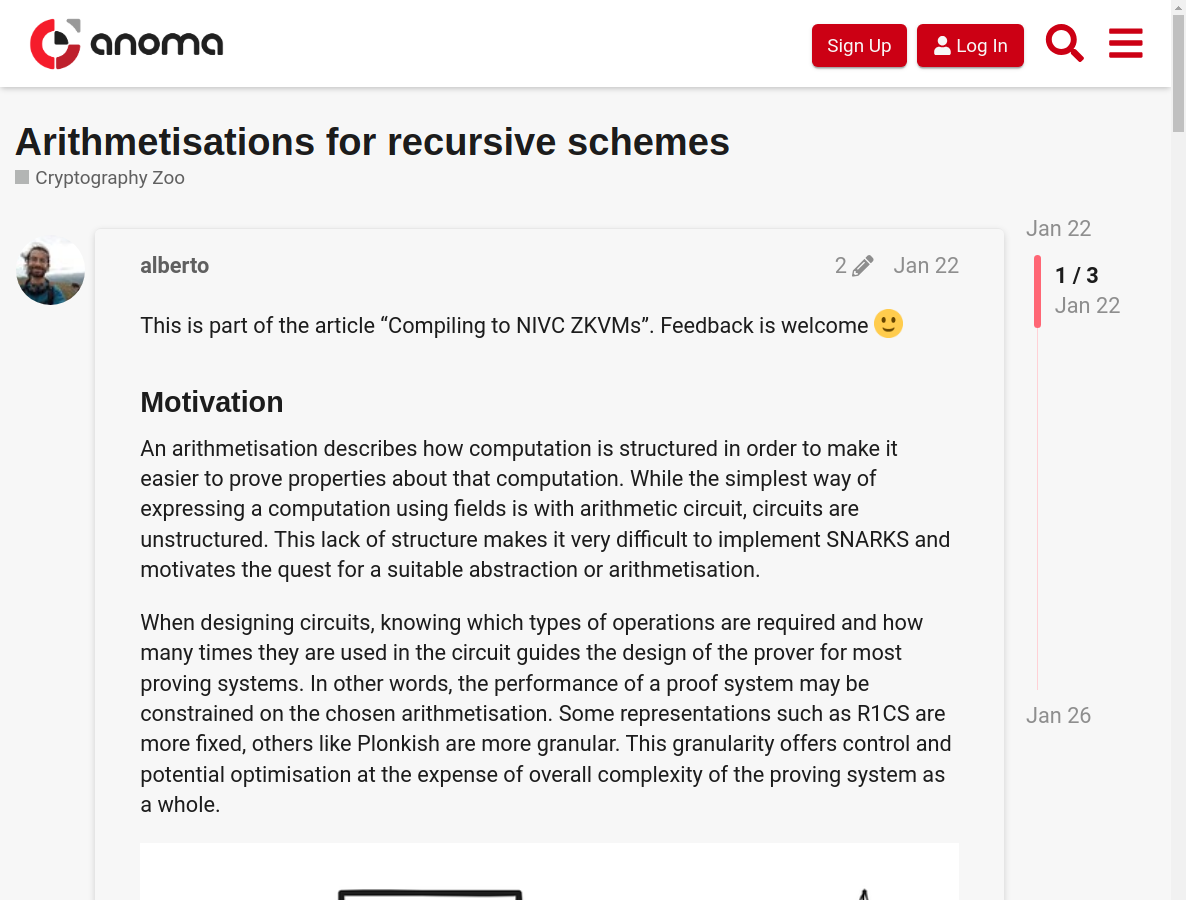 anoma
Sign Up
Log In
Arithmetisations for recursive schemes
Cryptography Zoo
Jan 22
alberto
2
Jan 22
1 / 3
Jan 22
This is part of the article “Compiling to NIVC ZKVMs”. Feedback is welcome
Motivation
An arithmetisation describes how computation is structured in order to make it
easier to prove properties about that computation. While the simplest way of
expressing a computation using fields is with arithmetic circuit, circuits are
unstructured. This lack of structure makes it very difficult to implement SNARKS and
motivates the quest for a suitable abstraction or arithmetisation.
When designing circuits, knowing which types of operations are required and how
many times they are used in the circuit guides the design of the prover for most
proving systems. In other words, the performance of a proof system may be
constrained on the chosen arithmetisation. Some representations such as R1CS are
more fixed, others like Plonkish are more granular. This granularity offers control and
potential optimisation at the expense of overall complexity of the proving system as
a whole.
Jan 26